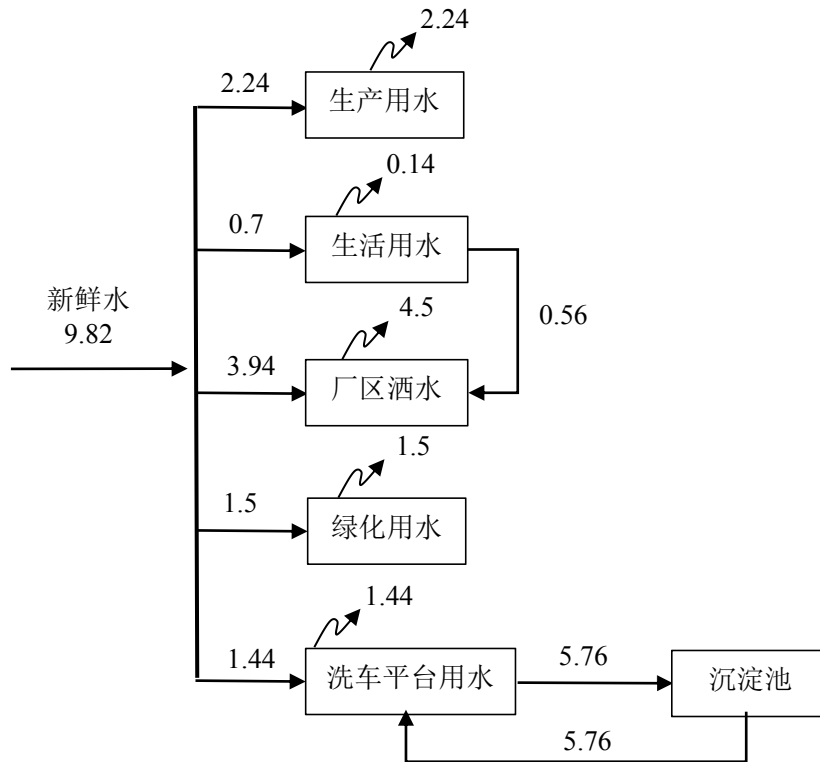 2.24
2.24
生产用水
0.14
0.7
生活用水
新鲜水
9.82
4.5
0.56
3.94
厂区洒水
1.5
1.5
绿化用水
1.44
1.44
洗车平台用水
5.76
沉淀池
5.76